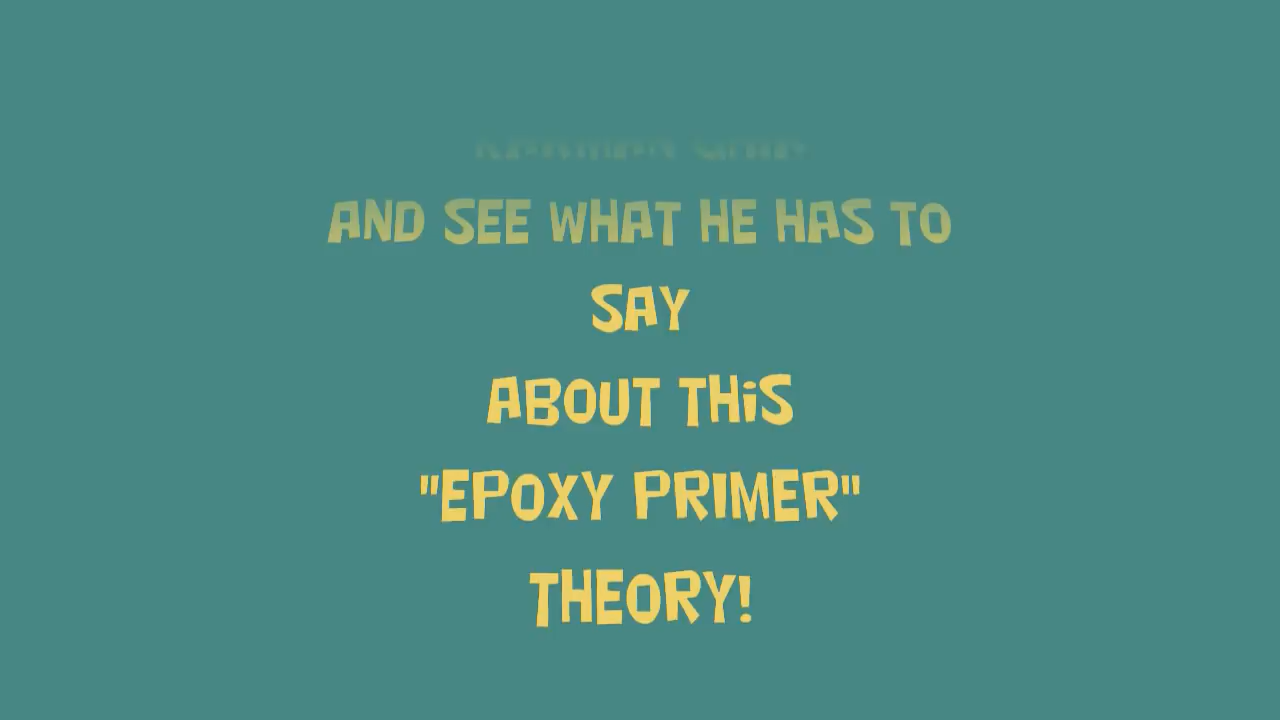 AND SEE WHAT HE HAS TO
SAY
ABOUT THiS
"EPOXY PRIMER"
THEORY!